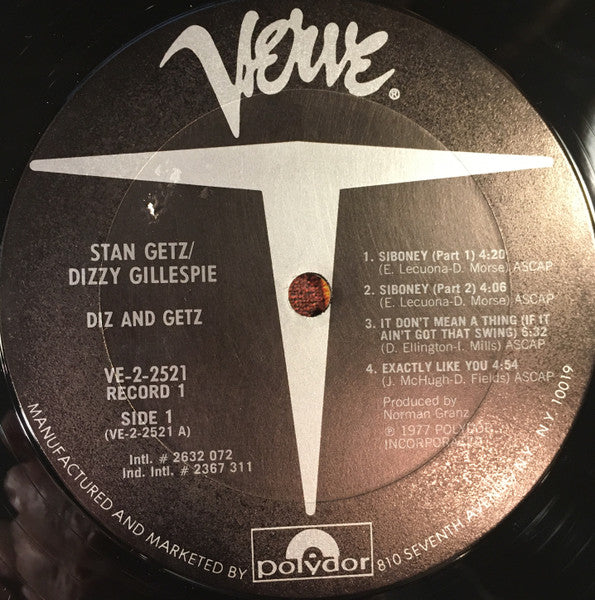 Verve®
STAN GETZ/
DIZZY GILLESPIE
DIZ AND GETZ
VE-2-2521
RECORD 1
SIDE 1
(VE-2-2521 A)
Intl. # 2632 072
Ind. Intl. # 2367 311
1. SIBONEY (Part 1) 4:20
(E. Lecuona-D. Morse) ASCAP
2. SIBONEY (Part 2) 4:06
(E. Lecuona-D. Morse) ASCAP
3. IT DON'T MEAN A THING (IF IT
AIN'T GOT THAT SWING) 6:32
(D. Ellington-I. Mills) ASCAP
4. EXACTLY LIKE YOU 4:54
(J. McHugh-D. Fields) ASCAP
Produced by
Norman Granz
℗ 1977 POLYDOR
INCORPORATED
MANUFACTURED AND MARKETED BY
polydor
810 SEVENTH AVENUE, N.Y., N.Y. 10019